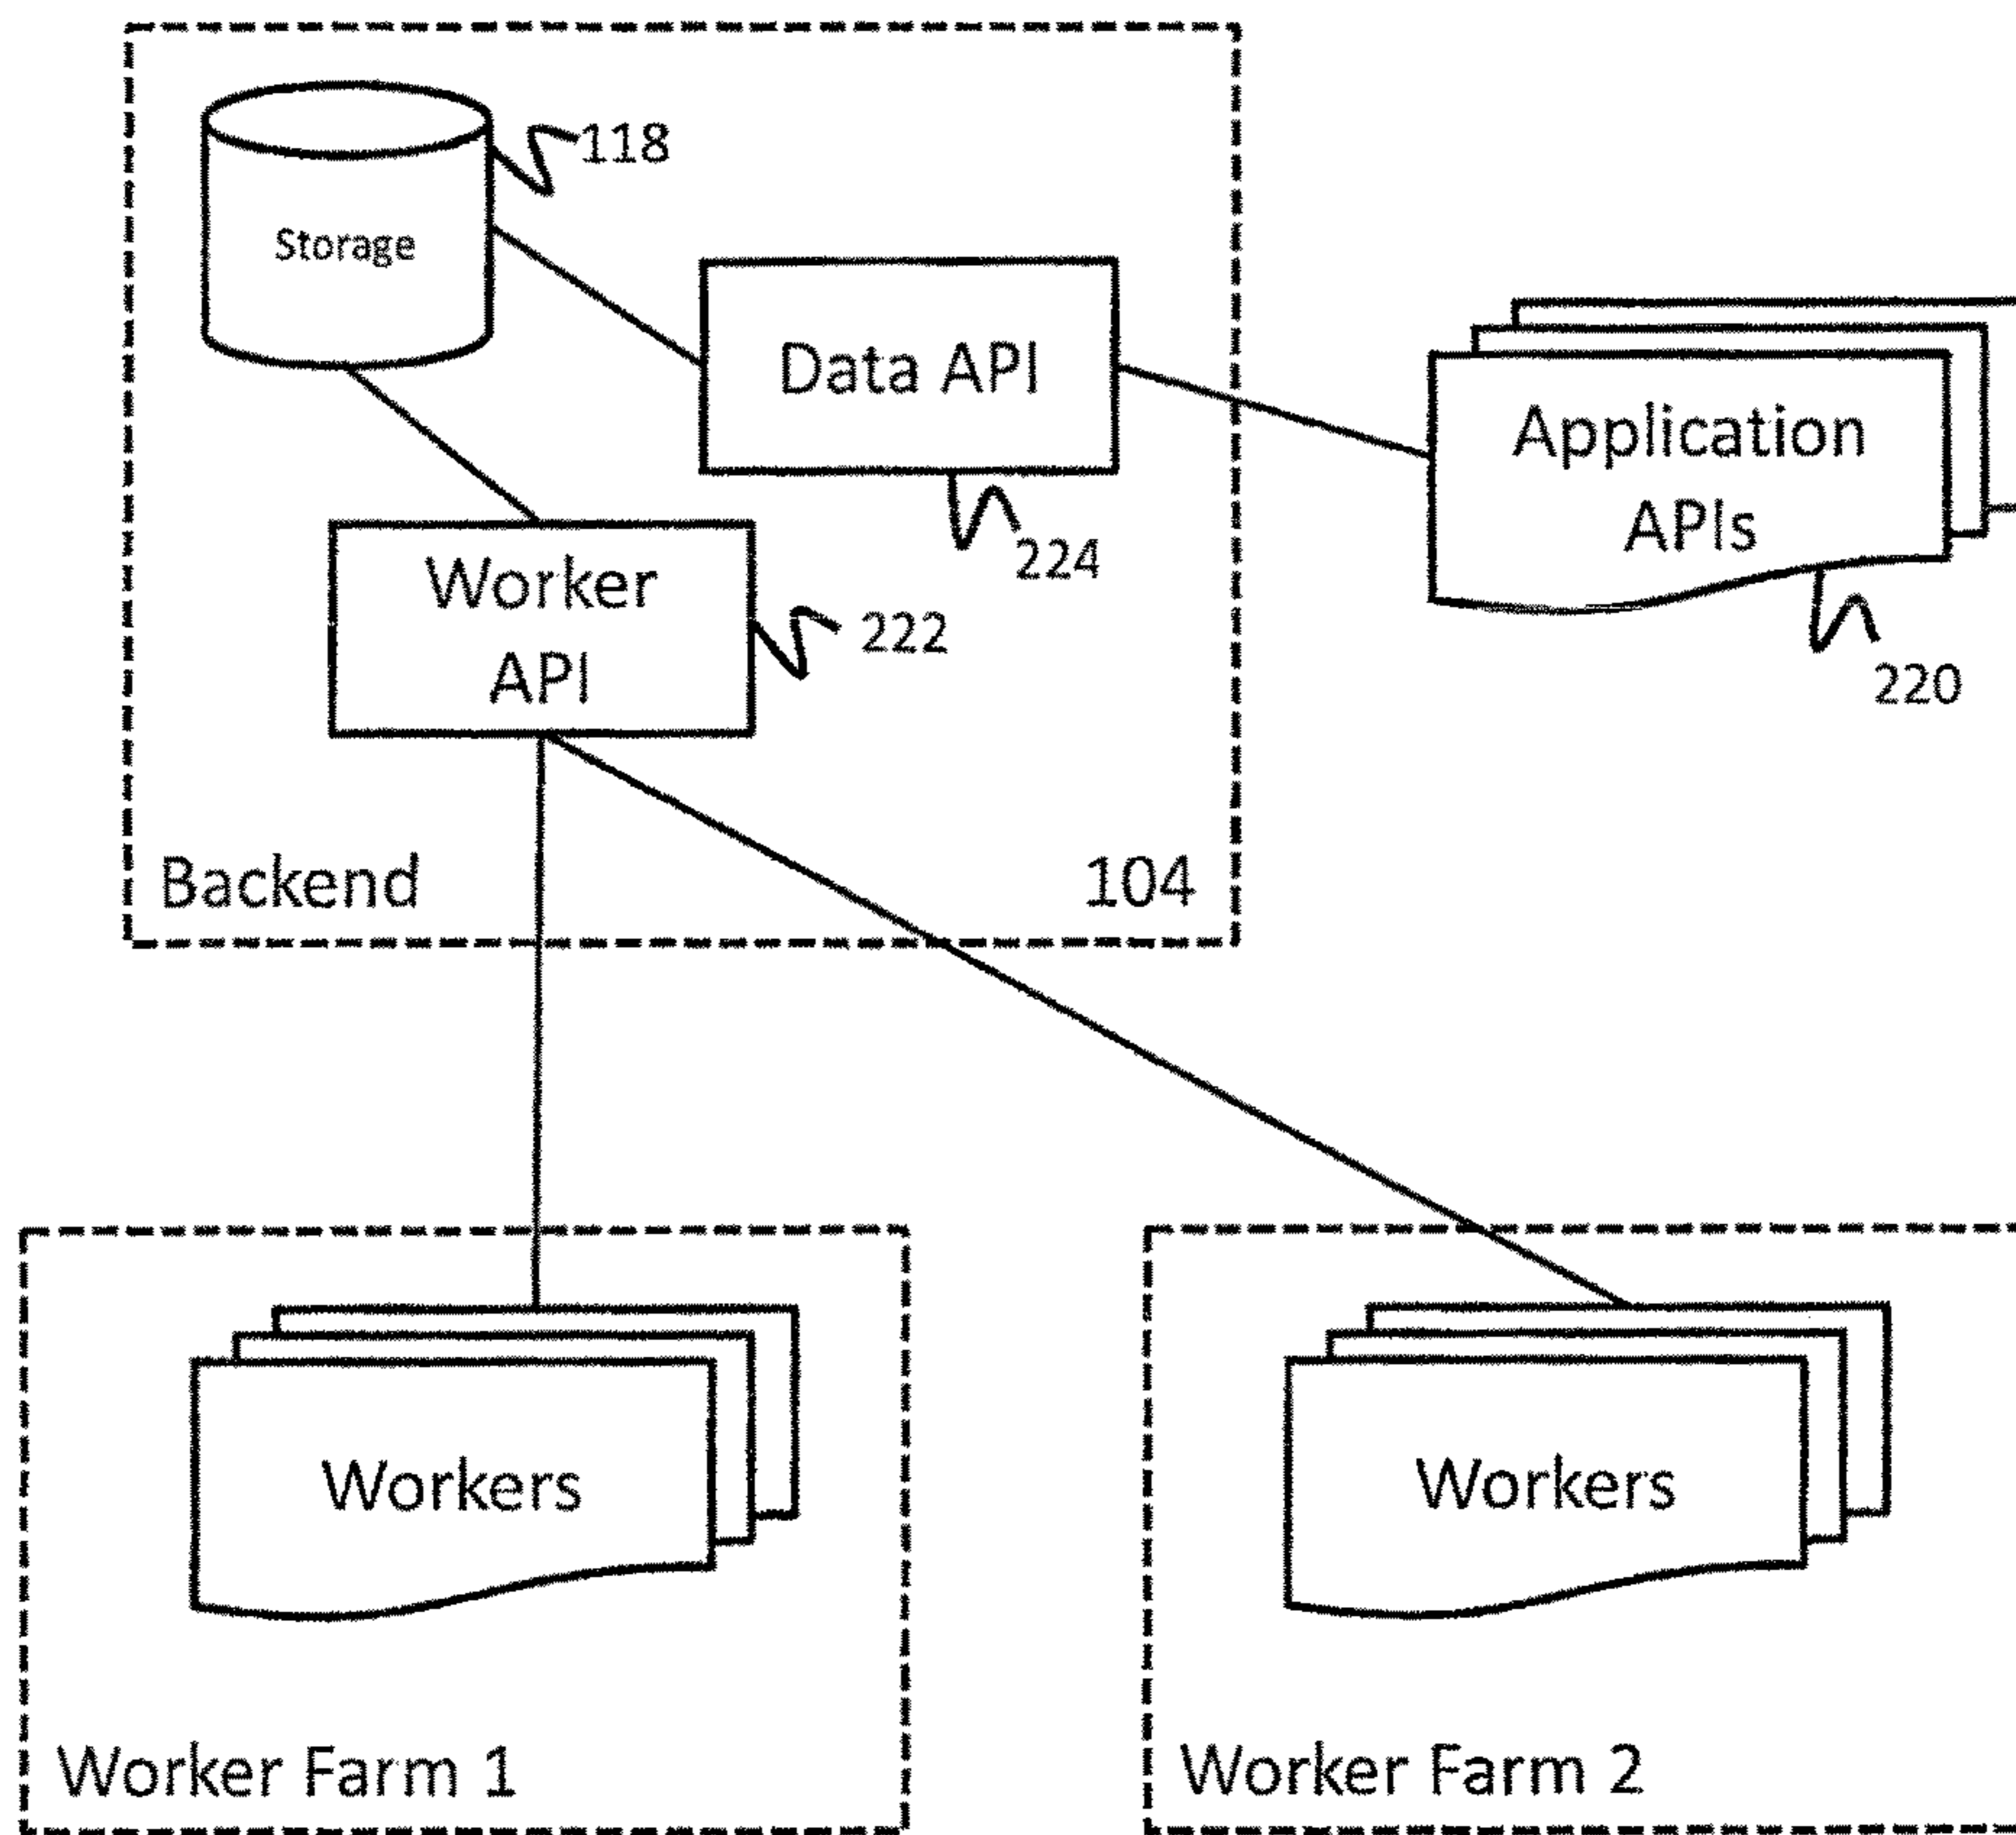 118
Storage
Data API
Application
APIs
224
Worker
API
222
220
Backend
104
Workers
Workers
Worker Farm 1
Worker Farm 2